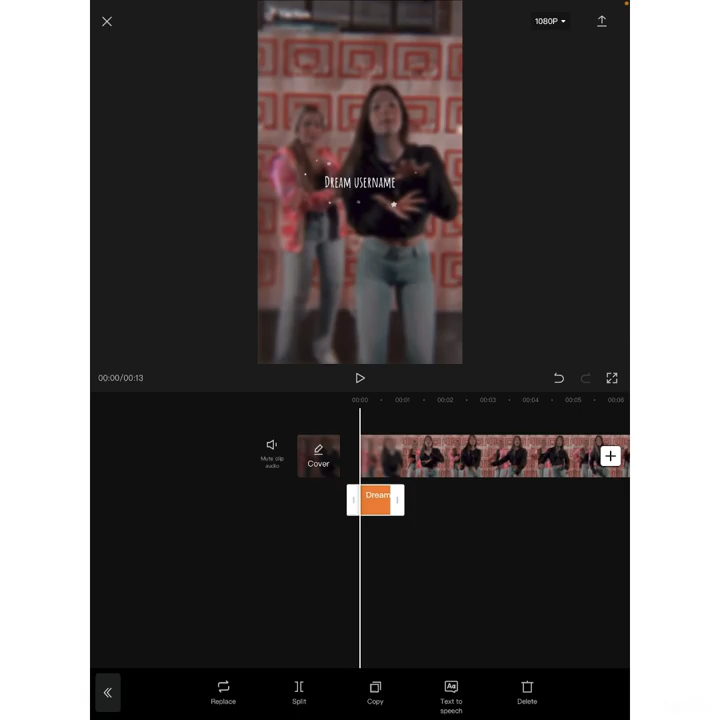 1080P
Dream username
00:00/00:13
00:00 00:01 00:02 00:03 00:04 00:05 00:06
Mute clip
audio
Cover
Dream
Replace
Split
Copy
Aa
Text to
speech
Delete